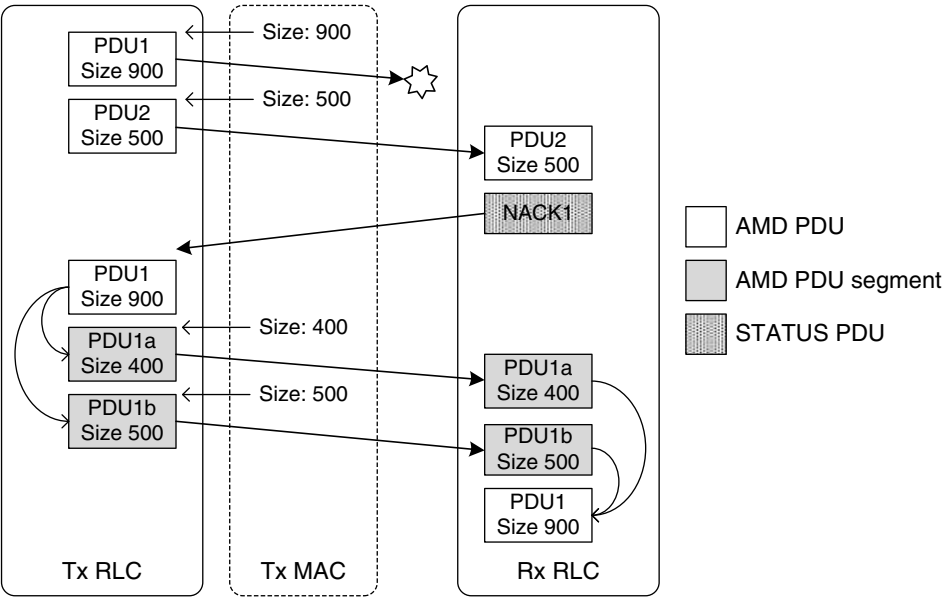 Size: 900
PDU1
Size 900
Size: 500
PDU2
Size 500
PDU2
Size 500
NACK1
PDU1
Size 900
Size: 400
PDU1a
Size 400
PDU1a
Size 400
Size: 500
PDU1b
Size 500
PDU1b
Size 500
PDU1
Size 900
Tx RLC
Tx MAC
Rx RLC
AMD PDU
AMD PDU segment
STATUS PDU